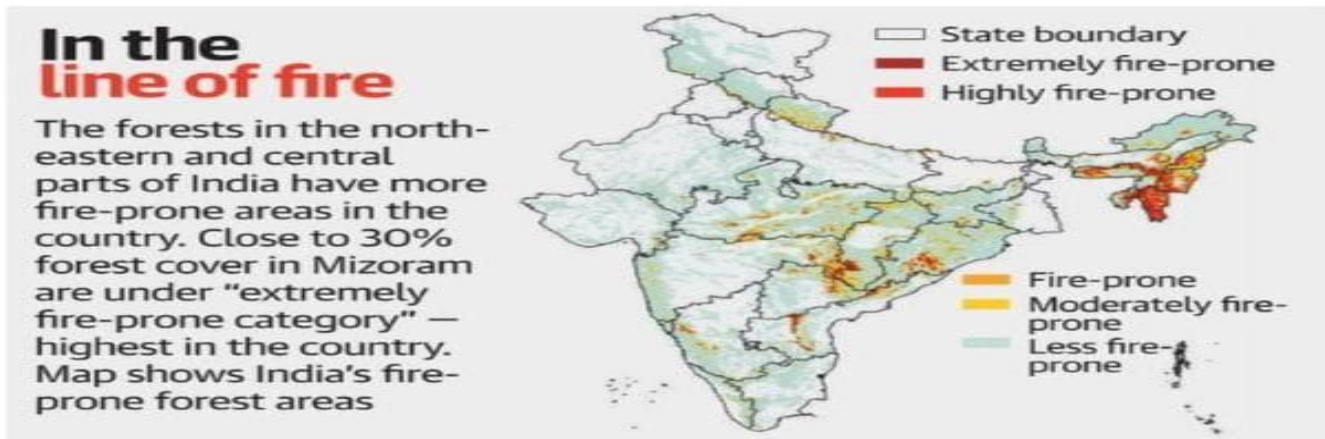 In the
line of fire
The forests in the north-
eastern and central
parts of India have more
fire-prone areas in the
country. Close to 30%
forest cover in Mizoram
are under “extremely
fire-prone category” —
highest in the country.
Map shows India’s fire-
prone forest areas
State boundary
Extremely fire-prone
Highly fire-prone
Fire-prone
Moderately fire-
prone
Less fire-
prone